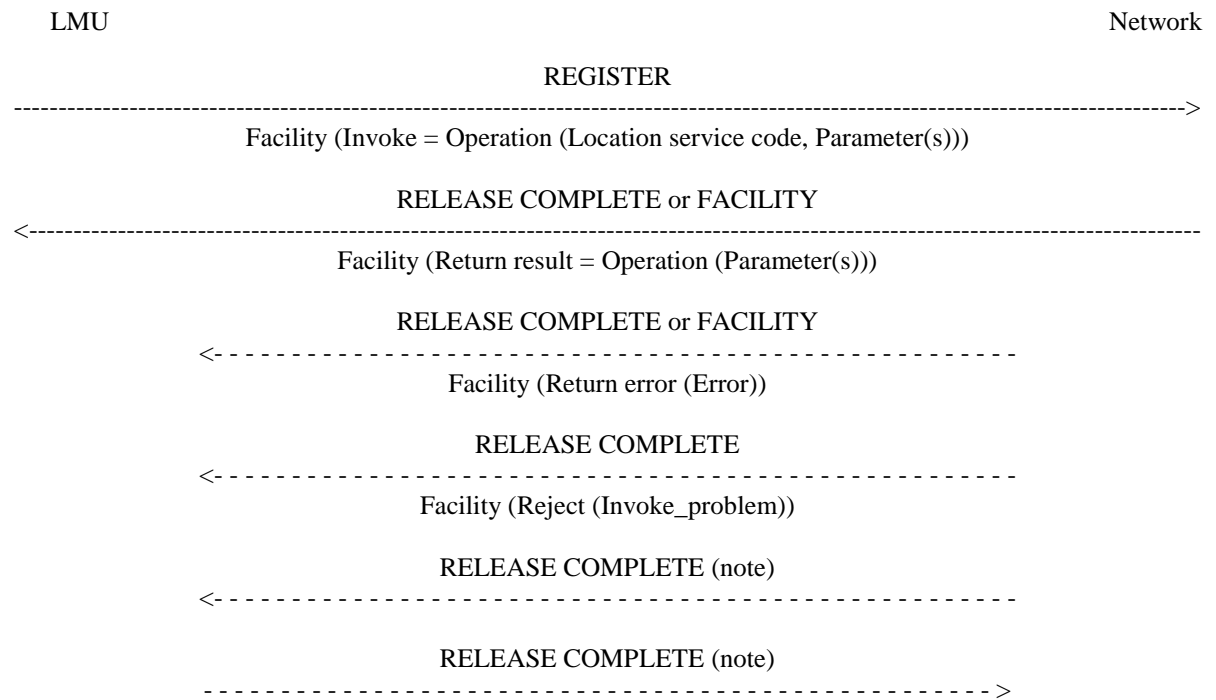 LMU Network
REGISTER
------------------------------------------------------------------------------------------------------------------------------------>
Facility (Invoke = Operation (Location service code, Parameter(s)))
RELEASE COMPLETE or FACILITY
<------------------------------------------------------------------------------------------------------------------------------------
Facility (Return result = Operation (Parameter(s)))
RELEASE COMPLETE or FACILITY
<- - - - - - - - - - - - - - - - - - - - - - - - - - - - - - - - - - - - - - - - - - - - - - - - - - - -
Facility (Return error (Error))
RELEASE COMPLETE
<- - - - - - - - - - - - - - - - - - - - - - - - - - - - - - - - - - - - - - - - - - - - - - - - - - - -
Facility (Reject (Invoke_problem))
RELEASE COMPLETE (note)
<- - - - - - - - - - - - - - - - - - - - - - - - - - - - - - - - - - - - - - - - - - - - - - - - - - - -
RELEASE COMPLETE (note)
- - - - - - - - - - - - - - - - - - - - - - - - - - - - - - - - - - - - - - - - - - - - - - - - - - - - >